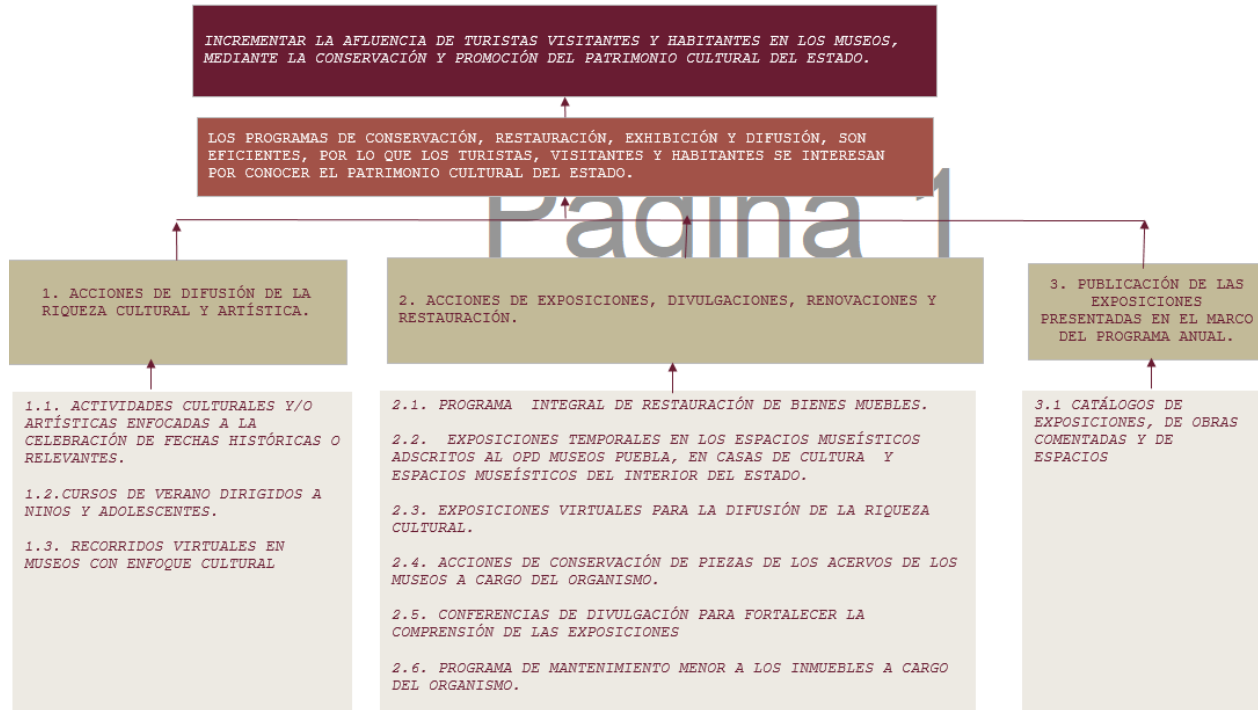 INCREMENTAR LA AFLUENCIA DE TURISTAS VISITANTES Y HABITANTES EN LOS MUSEOS,
MEDIANTE LA CONSERVACIÓN Y PROMOCIÓN DEL PATRIMONIO CULTURAL DEL ESTADO.
LOS PROGRAMAS DE CONSERVACIÓN, RESTAURACIÓN, EXHIBICIÓN Y DIFUSIÓN, SON
EFICIENTES, POR LO QUE LOS TURISTAS, VISITANTES Y HABITANTES SE INTERESAN
POR CONOCER EL PATRIMONIO CULTURAL DEL ESTADO.
Página 1
1. ACCIONES DE DIFUSIÓN DE LA
RIQUEZA CULTURAL Y ARTÍSTICA.
2. ACCIONES DE EXPOSICIONES, DIVULGACIONES, RENOVACIONES Y
RESTAURACIÓN.
3. PUBLICACIÓN DE LAS
EXPOSICIONES
PRESENTADAS EN EL MARCO
DEL PROGRAMA ANUAL.
1.1. ACTIVIDADES CULTURALES Y/O
ARTÍSTICAS ENFOCADAS A LA
CELEBRACIÓN DE FECHAS HISTÓRICAS O
RELEVANTES.
1.2.CURSOS DE VERANO DIRIGIDOS A
NINOS Y ADOLESCENTES.
1.3. RECORRIDOS VIRTUALES EN
MUSEOS CON ENFOQUE CULTURAL
2.1. PROGRAMA INTEGRAL DE RESTAURACIÓN DE BIENES MUEBLES.
2.2. EXPOSICIONES TEMPORALES EN LOS ESPACIOS MUSEÍSTICOS
ADSCRITOS AL OPD MUSEOS PUEBLA, EN CASAS DE CULTURA Y
ESPACIOS MUSEÍSTICOS DEL INTERIOR DEL ESTADO.
2.3. EXPOSICIONES VIRTUALES PARA LA DIFUSIÓN DE LA RIQUEZA
CULTURAL.
2.4. ACCIONES DE CONSERVACIÓN DE PIEZAS DE LOS ACERVOS DE LOS
MUSEOS A CARGO DEL ORGANISMO.
2.5. CONFERENCIAS DE DIVULGACIÓN PARA FORTALECER LA
COMPRENSIÓN DE LAS EXPOSICIONES
2.6. PROGRAMA DE MANTENIMIENTO MENOR A LOS INMUEBLES A CARGO
DEL ORGANISMO.
3.1 CATÁLOGOS DE
EXPOSICIONES, DE OBRAS
COMENTADAS Y DE
ESPACIOS